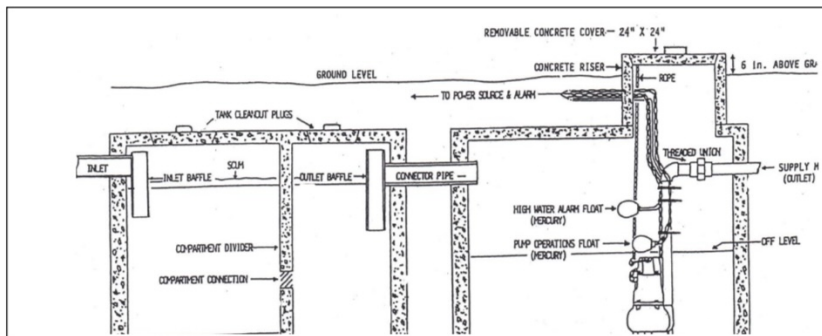 REMOVABLE CONCRETE COVER- 24" X 24"
CONCRETE RISER
6 in. ABOVE GRA
GROUND LEVEL
ROPE
TO POWER SOURCE & ALARM
TANK CLEANOUT PLUGS
THREADED UNION
INLET
INLET BAFFLE
SCUM
OUTLET BAFFLE
CONNECTOR PIPE
SUPPLY M
(OUTLET)
HIGH WATER ALARM FLOAT
(MERCURY)
PUMP OPERATIONS FLOAT
(MERCURY)
OFF LEVEL
COMPARTMENT DIVIDER
COMPARTMENT CONNECTION